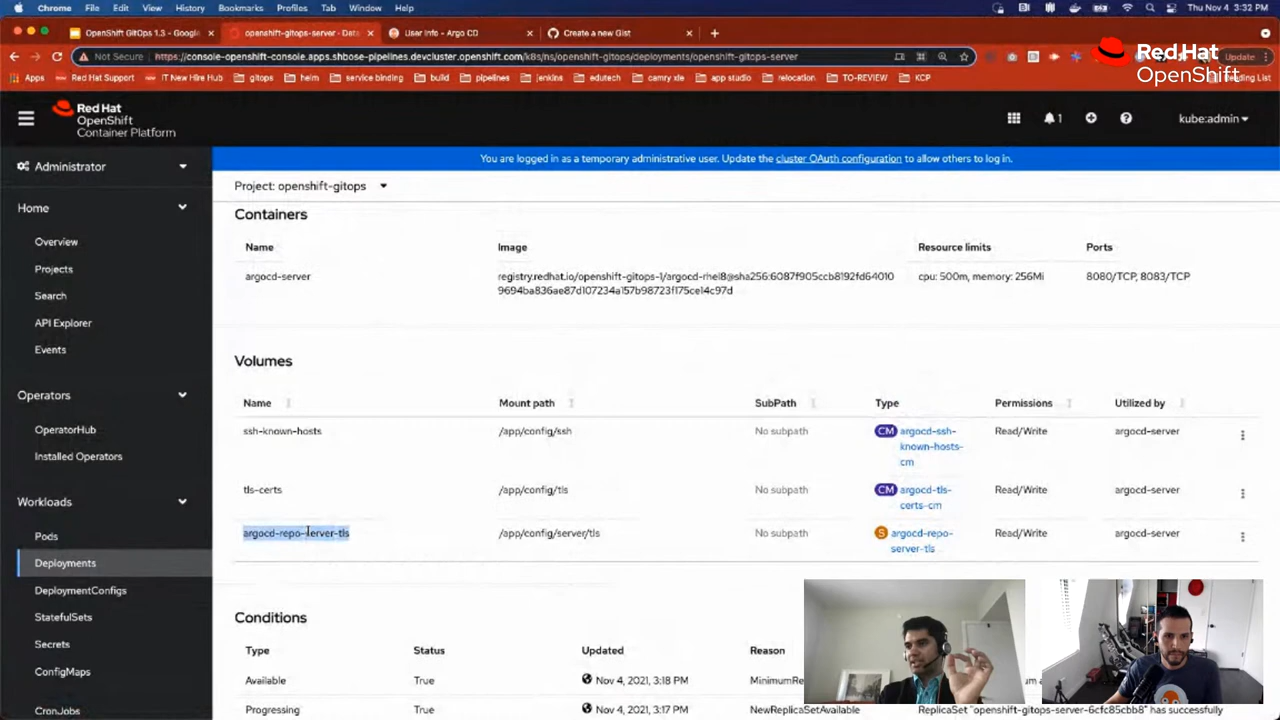 Chrome File Edit View History Bookmarks Profiles Tab Window Help Thu Nov 4 3:32 PM
OpenShift GitOps 1.3 - Google openshift-gitops-server · Det User Info - Argo CD Create a new Gist
Not Secure https://console-openshift-console.apps.shbose-pipelines.devcluster.openshift.com/k8s/ns/openshift-gitops/deployments/openshift-gitops-server Update
Apps Red Hat Support IT New Hire Hub gitops helm service binding build pipelines jenkins edutech camry xle app studio relocation TO-REVIEW KCP Reading List
Red Hat
OpenShift
Red Hat
OpenShift
Container Platform
1
kube:admin
Administrator
You are logged in as a temporary administrative user. Update the cluster OAuth configuration to allow others to log in.
Project: openshift-gitops
Home
Overview
Projects
Search
API Explorer
Events
Operators
OperatorHub
Installed Operators
Workloads
Pods
Deployments
DeploymentConfigs
StatefulSets
Secrets
ConfigMaps
CronJobs
Containers
Name Image Resource limits Ports
argocd-server registry.redhat.io/openshift-gitops-1/argocd-rhel8@sha256:6087f905ccb8192fd64010 cpu: 500m, memory: 256Mi 8080/TCP, 8083/TCP
9694ba836ae87d107234a157b98723f175ce14c97d
Volumes
Name Mount path SubPath Type Permissions Utilized by
ssh-known-hosts /app/config/ssh No subpath CM argocd-ssh- Read/Write argocd-server
known-hosts-
cm
tls-certs /app/config/tls No subpath CM argocd-tls- Read/Write argocd-server
certs-cm
argocd-repo-server-tls /app/config/server/tls No subpath S argocd-repo- Read/Write argocd-server
server-tls
Conditions
Type Status Updated Reason
Available True Nov 4, 2021, 3:18 PM
Progressing True Nov 4, 2021, 3:17 PM NewReplicaSetAvailable ReplicaSet "openshift-gitops-server-6cfc85cbb8" has successfully